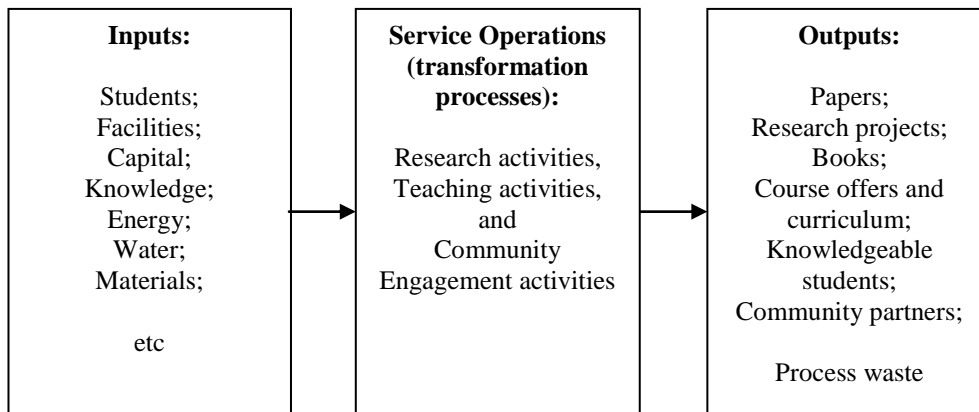 Inputs:
Students;
Facilities;
Capital;
Knowledge;
Energy;
Water;
Materials;
etc
Service Operations
(transformation
processes):
Research activities,
Teaching activities,
and
Community
Engagement activities
Outputs:
Papers;
Research projects;
Books;
Course offers and
curriculum;
Knowledgeable
students;
Community partners;
Process waste